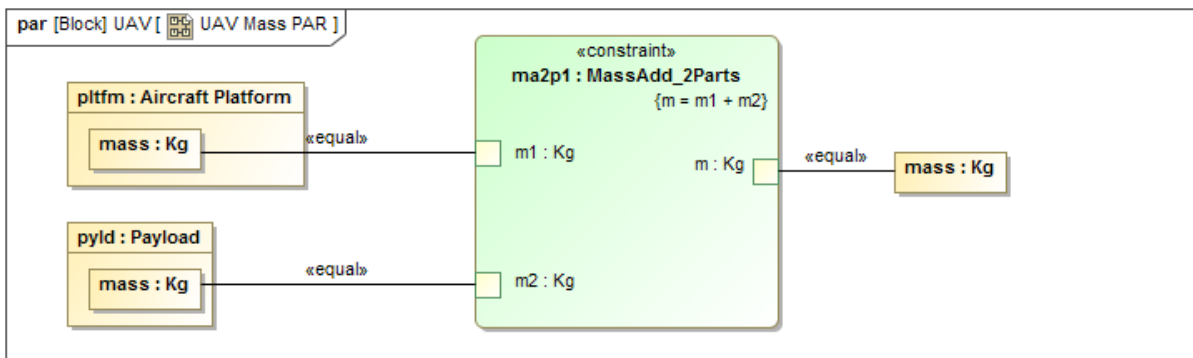 par [Block] UAV [ UAV Mass PAR ]
«constraint»
ma2p1 : MassAdd_2Parts
{m = m1 + m2}
pltfm : Aircraft Platform
mass : Kg
«equal»
m1 : Kg
m : Kg
«equal»
mass : Kg
pyld : Payload
mass : Kg
«equal»
m2 : Kg